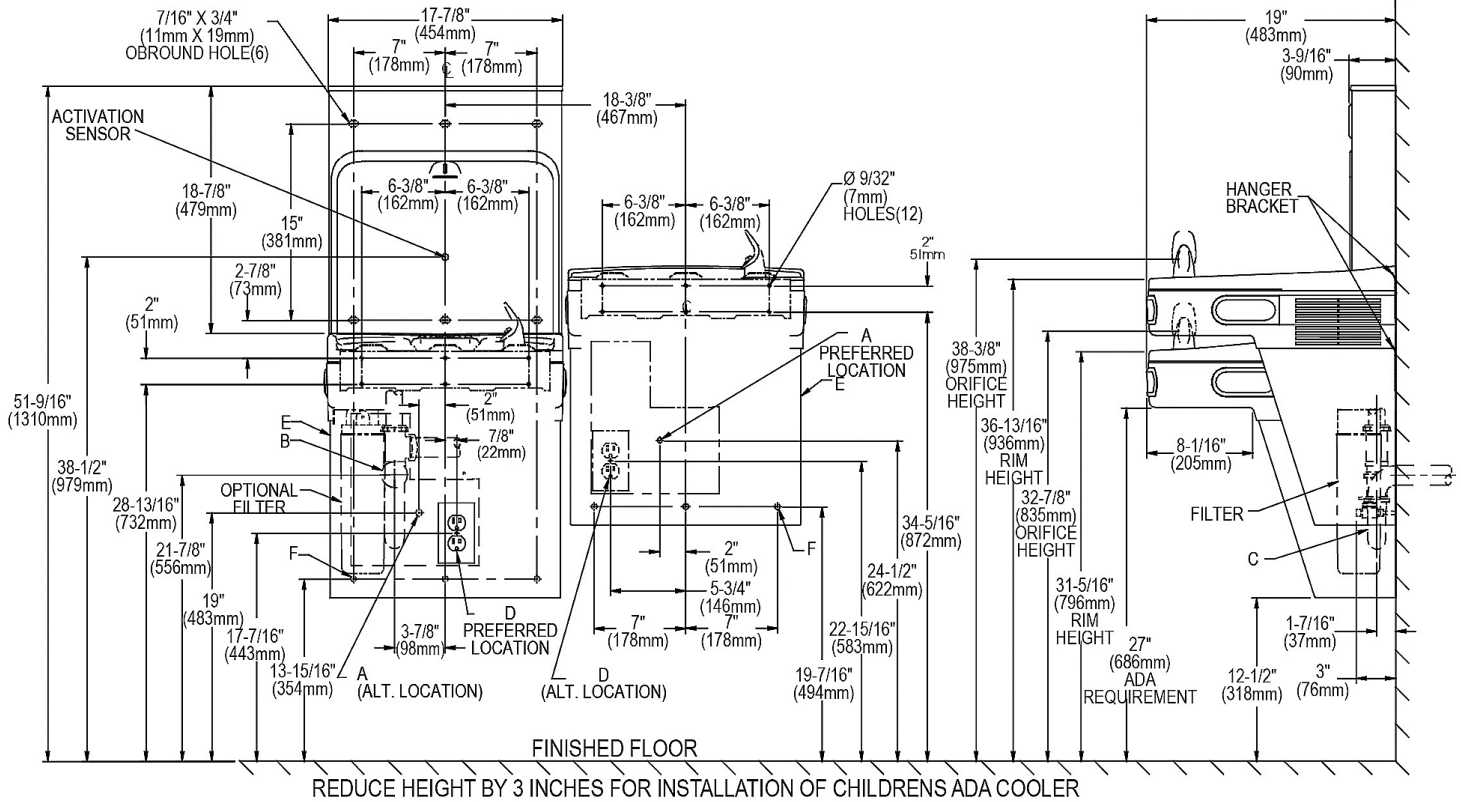 7/16" X 3/4"
(11mm X 19mm)
OBROUND HOLE(6)
17-7/8"
(454mm)
7"
(178mm)
7"
(178mm)
℄
19"
(483mm)
3-9/16"
(90mm)
18-3/8"
(467mm)
ACTIVATION
SENSOR
18-7/8"
(479mm)
15"
(381mm)
2-7/8"
(73mm)
2"
(51mm)
6-3/8"
(162mm)
6-3/8"
(162mm)
6-3/8"
(162mm)
6-3/8"
(162mm)
Ø 9/32"
(7mm)
HOLES(12)
2"
51mm
HANGER
BRACKET
℄
A
PREFERRED
LOCATION
E
38-3/8"
(975mm)
ORIFICE
HEIGHT
36-13/16"
(936mm)
RIM
HEIGHT
32-7/8"
(835mm)
ORIFICE
HEIGHT
31-5/16"
(796mm)
RIM
HEIGHT
8-1/16"
(205mm)
51-9/16"
(1310mm)
38-1/2"
(979mm)
28-13/16"
(732mm)
21-7/8"
(556mm)
19"
(483mm)
17-7/16"
(443mm)
13-15/16"
(354mm)
E
B
OPTIONAL
FILTER
F
2"
(51mm)
7/8"
(22mm)
3-7/8"
(98mm)
D
PREFERRED
LOCATION
A
(ALT. LOCATION)
D
(ALT. LOCATION)
F
2"
(51mm)
5-3/4"
(146mm)
7"
(178mm)
7"
(178mm)
34-5/16"
(872mm)
24-1/2"
(622mm)
22-15/16"
(583mm)
19-7/16"
(494mm)
27"
(686mm)
ADA
REQUIREMENT
FILTER
C
1-7/16"
(37mm)
12-1/2"
(318mm)
3"
(76mm)
FINISHED FLOOR
REDUCE HEIGHT BY 3 INCHES FOR INSTALLATION OF CHILDRENS ADA COOLER